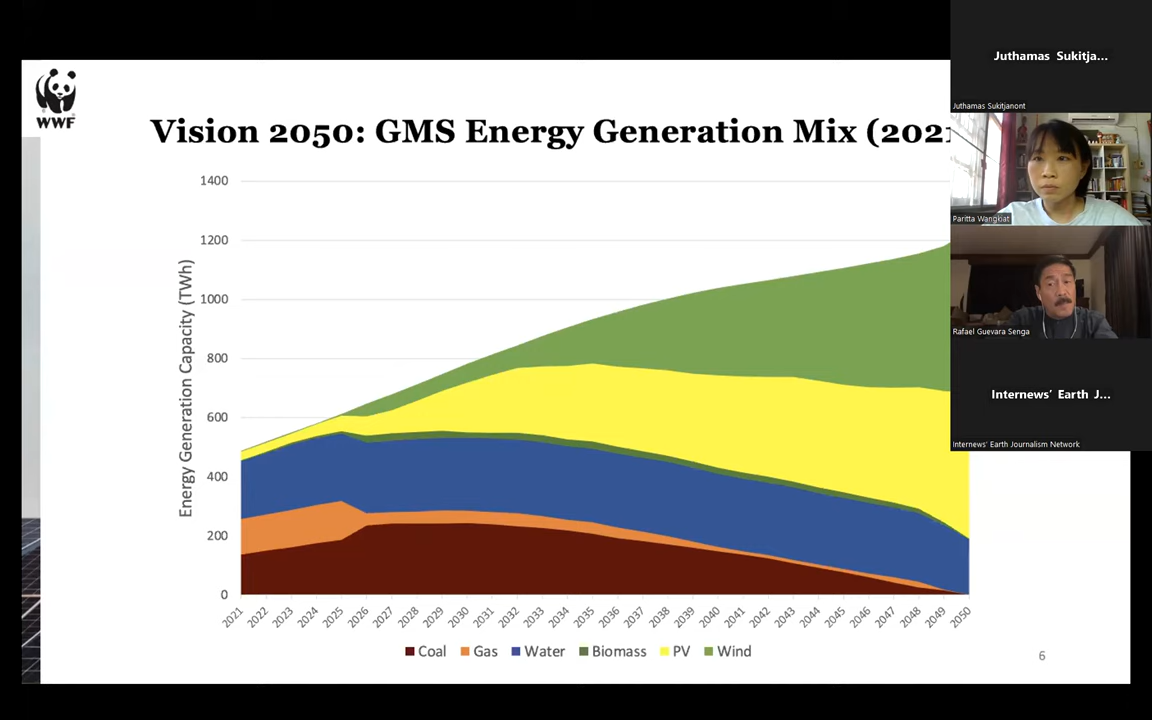 WWF
Vision 2050: GMS Energy Generation Mix (2021
Energy Generation Capacity (TWh)
1400
1200
1000
800
600
400
200
0
2021 2022 2023 2024 2025 2026 2027 2028 2029 2030 2031 2032 2033 2034 2035 2036 2037 2038 2039 2040 2041 2042 2043 2044 2045 2046 2047 2048 2049 2050
Coal Gas Water Biomass PV Wind
6
Juthamas Sukitja...
Juthamas Sukitjanont
Paritta Wangkiat
Rafael Guevara Senga
Internews' Earth J...
Internews' Earth Journalism Network